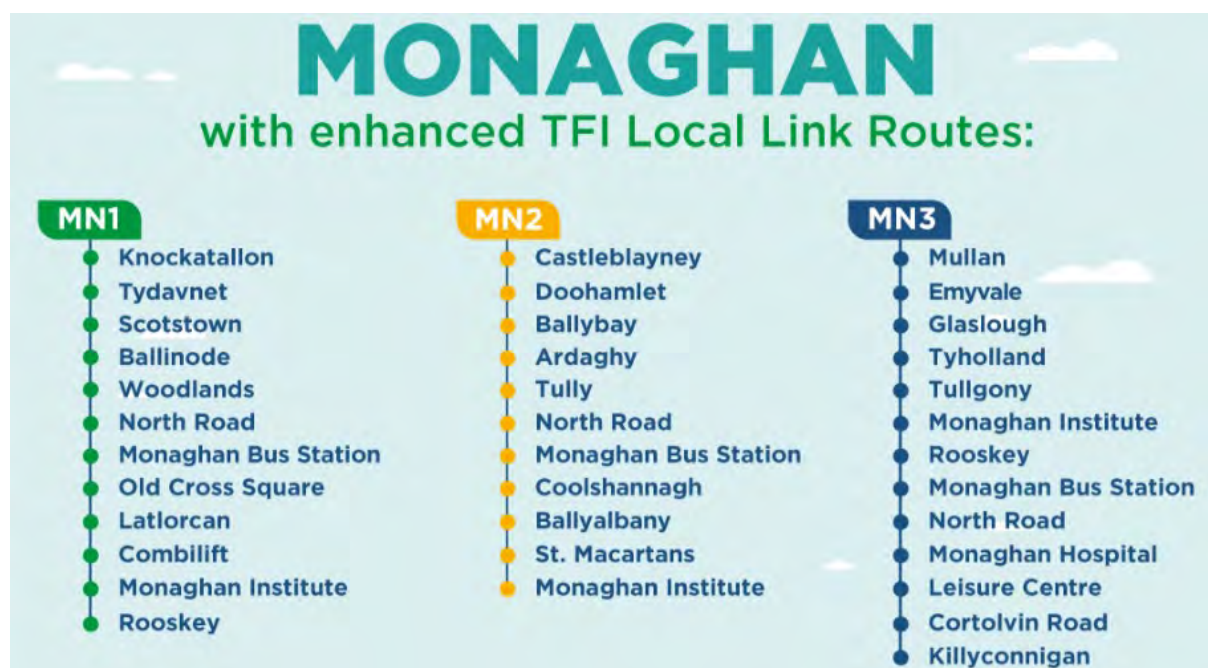 MONAGHAN
with enhanced TFI Local Link Routes:
MN1
Knockatallon
Tydavnet
Scotstown
Ballinode
Woodlands
North Road
Monaghan Bus Station
Old Cross Square
Latlorcan
Combilift
Monaghan Institute
Rooskey
MN2
Castleblayney
Doohamlet
Ballybay
Ardaghy
Tully
North Road
Monaghan Bus Station
Coolshannagh
Ballyalbany
St. Macartans
Monaghan Institute
MN3
Mullan
Emyvale
Glaslough
Tyholland
Tullgony
Monaghan Institute
Rooskey
Monaghan Bus Station
North Road
Monaghan Hospital
Leisure Centre
Cortolvin Road
Killyconnigan